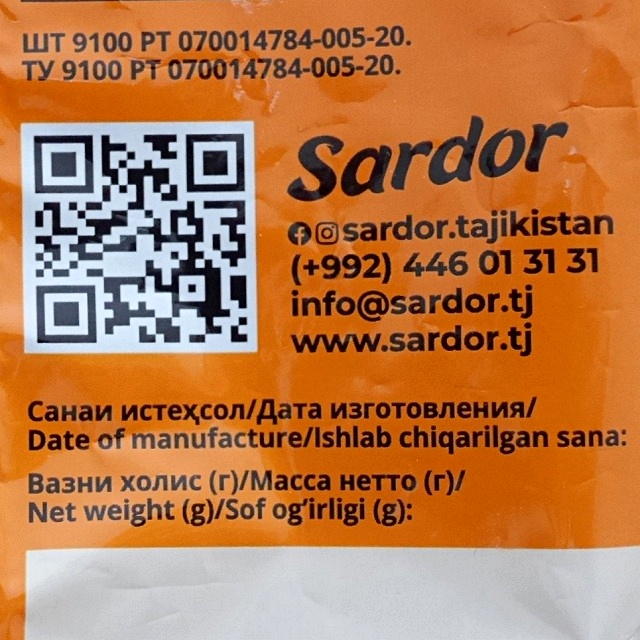 ШТ 9100 РТ 070014784-005-20.
ТУ 9100 РТ 070014784-005-20.
Sardor
sardor.tajikistan
(+992) 446 01 31 31
info@sardor.tj
www.sardor.tj
Санаи истеҳсол/Дата изготовления/
Date of manufacture/Ishlab chiqarilgan sana:
Вазни холис (г)/Масса нетто (г)/
Net weight (g)/Sof og‘irligi (g):